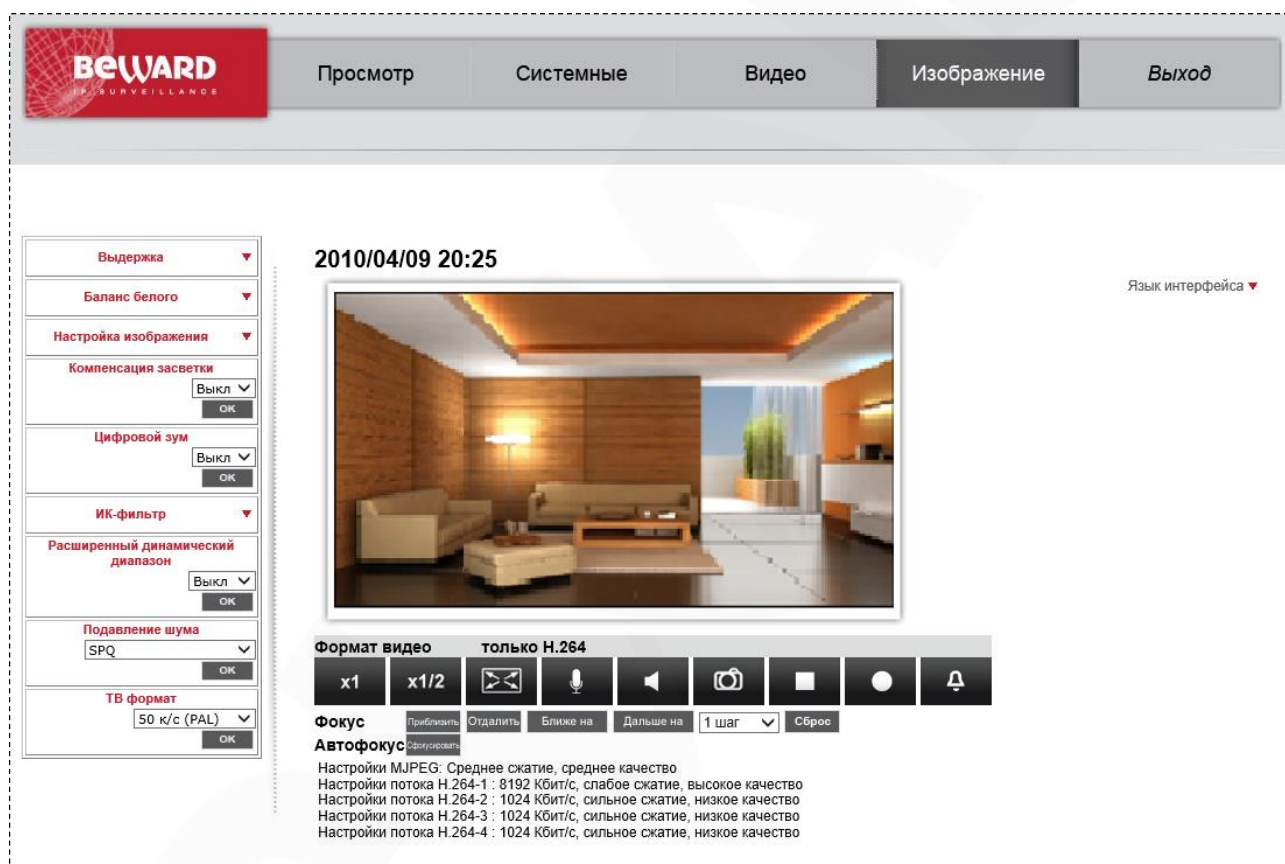 BEWARD
IP SURVEILLANCE
Просмотр
Системные
Видео
Изображение
Выход
Выдержка
Баланс белого
Настройка изображения
Компенсация засветки
Выкл
ОК
Цифровой зум
Выкл
ОК
ИК-фильтр
Расширенный динамический
диапазон
Выкл
ОК
Подавление шума
SPQ
ОК
ТВ формат
50 к/с (PAL)
ОК
2010/04/09 20:25
Язык интерфейса
Формат видео только H.264
x1 x1/2
Фокус Приблизить Отдалить Ближе на Дальше на 1 шаг Сброс
Автофокус Сфокусировать
Настройки MJPEG: Среднее сжатие, среднее качество
Настройки потока H.264-1 : 8192 Кбит/с, слабое сжатие, высокое качество
Настройки потока H.264-2 : 1024 Кбит/с, сильное сжатие, низкое качество
Настройки потока H.264-3 : 1024 Кбит/с, сильное сжатие, низкое качество
Настройки потока H.264-4 : 1024 Кбит/с, сильное сжатие, низкое качество